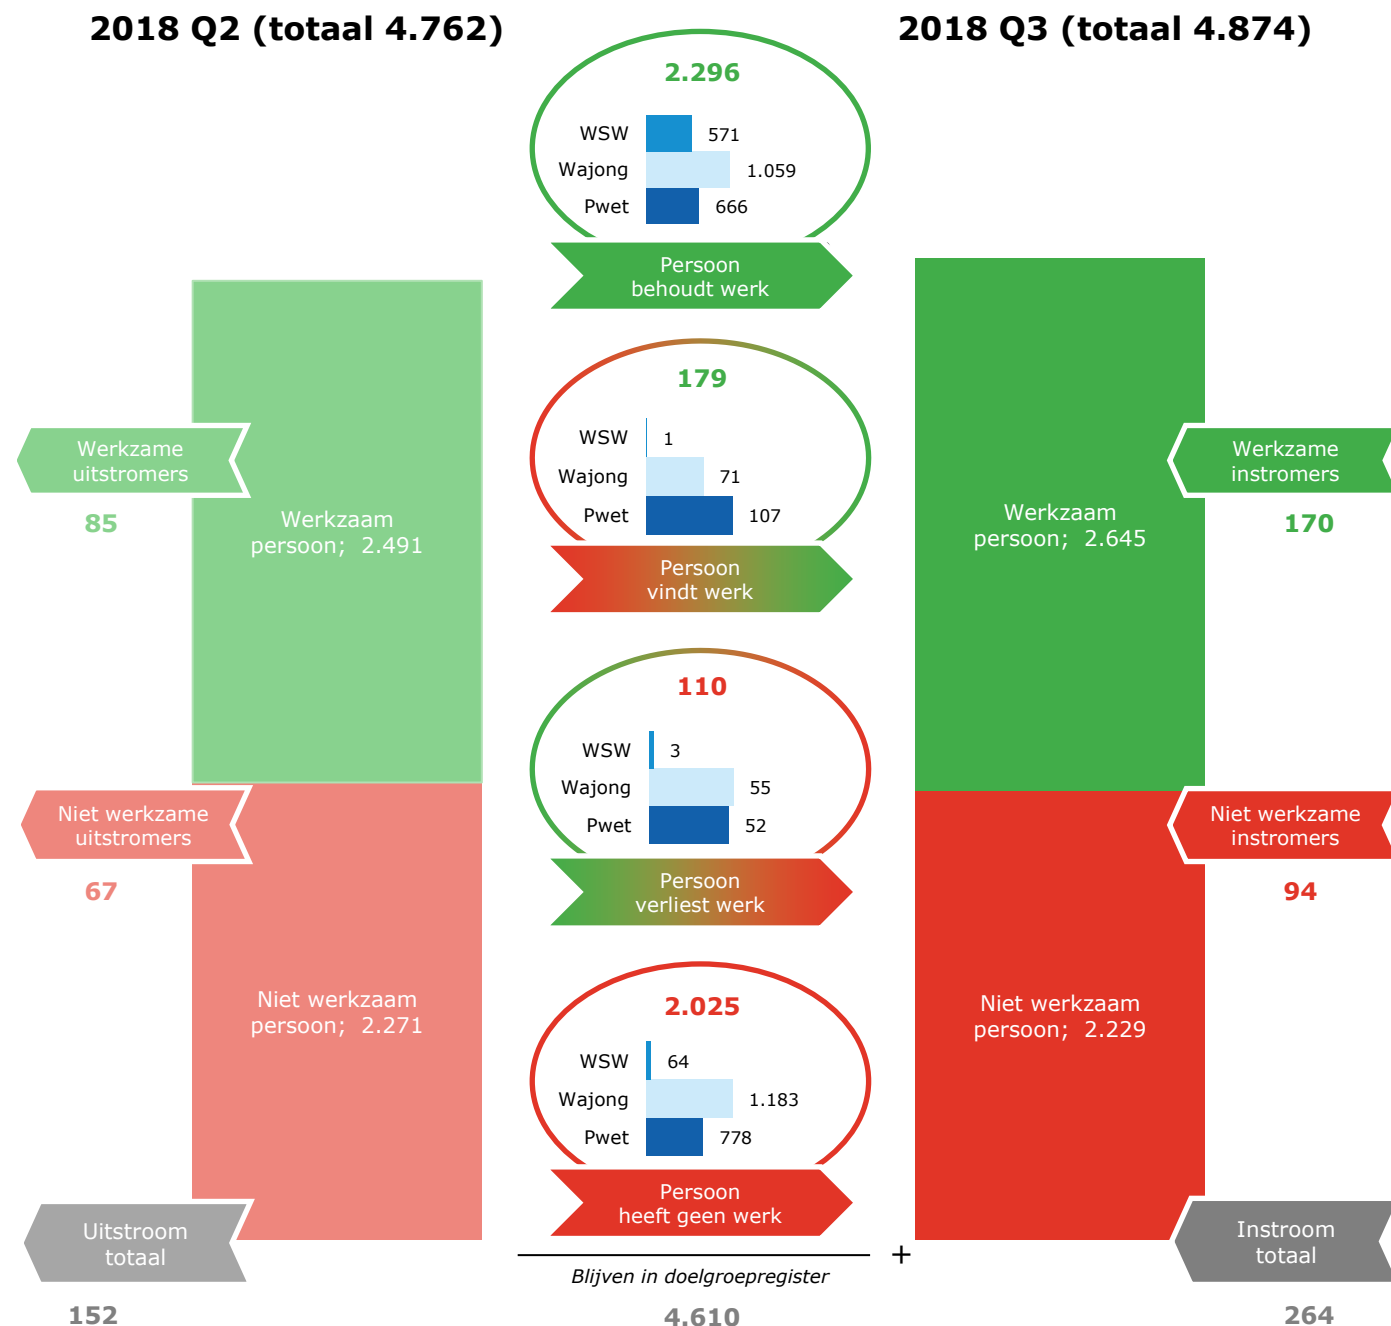 2018 Q2 (totaal 4.762)
2018 Q3 (totaal 4.874)
2.296
WSW 571
Wajong 1.059
Pwet 666
Persoon
behoudt werk
179
WSW 1
Wajong 71
Pwet 107
Persoon
vindt werk
110
WSW 3
Wajong 55
Pwet 52
Persoon
verliest werk
2.025
WSW 64
Wajong 1.183
Pwet 778
Persoon
heeft geen werk
Blijven in doelgroepregister
4.610
+
Werkzame
uitstromers
85
Werkzaam
persoon; 2.491
Niet werkzame
uitstromers
67
Niet werkzaam
persoon; 2.271
Uitstroom
totaal
152
Werkzaam
persoon; 2.645
Werkzame
instromers
170
Niet werkzame
instromers
94
Niet werkzaam
persoon; 2.229
Instroom
totaal
264